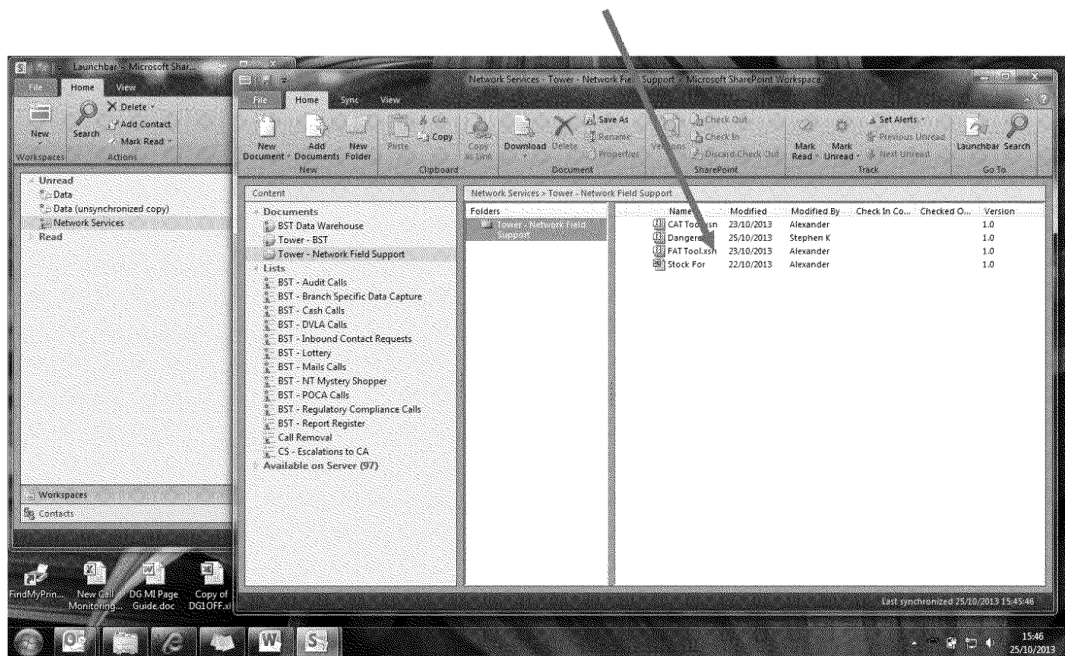 Launchbar - Microsoft Shar...
File Home View
New
Search
Delete
Add Contact
Mark Read
Workspaces Actions
Unread
Data
Data (unsynchronized copy)
Network Services
Read
Workspaces
Contacts
Network Services - Tower - Network Field Support - Microsoft SharePoint Workspace
File Home Sync View
New Document
Add Documents
New Folder
New
Paste
Cut
Copy
Clipboard
Copy as Link
Download
Delete
Save As
Rename
Properties
Document
Versions
Check Out
Check In
Discard Check Out
SharePoint
Mark Read
Mark Unread
Set Alerts
Previous Unread
Next Unread
Track
Launchbar Search
Go To
Content
Documents
BST Data Warehouse
Tower - BST
Tower - Network Field Support
Lists
BST - Audit Calls
BST - Branch Specific Data Capture
BST - Cash Calls
BST - DVLA Calls
BST - Inbound Contact Requests
BST - Lottery
BST - Mails Calls
BST - NT Mystery Shopper
BST - POCA Calls
BST - Regulatory Compliance Calls
BST - Report Register
Call Removal
CS - Escalations to CA
Available on Server (97)
Network Services > Tower - Network Field Support
Folders
Tower - Network Field
Support
Name Modified Modified By Check In Co... Checked O... Version
CAT Tool.xsn 23/10/2013 Alexander 1.0
Dangero 25/10/2013 Stephen K 1.0
FAT Tool.xsn 23/10/2013 Alexander 1.0
Stock For 22/10/2013 Alexander 1.0
Last synchronized 25/10/2013 15:45:46
FindMyPrin...
New Call
Monitoring...
DG MI Page
Guide.doc
Copy of
DG1OFF.xl
15:46
25/10/2013